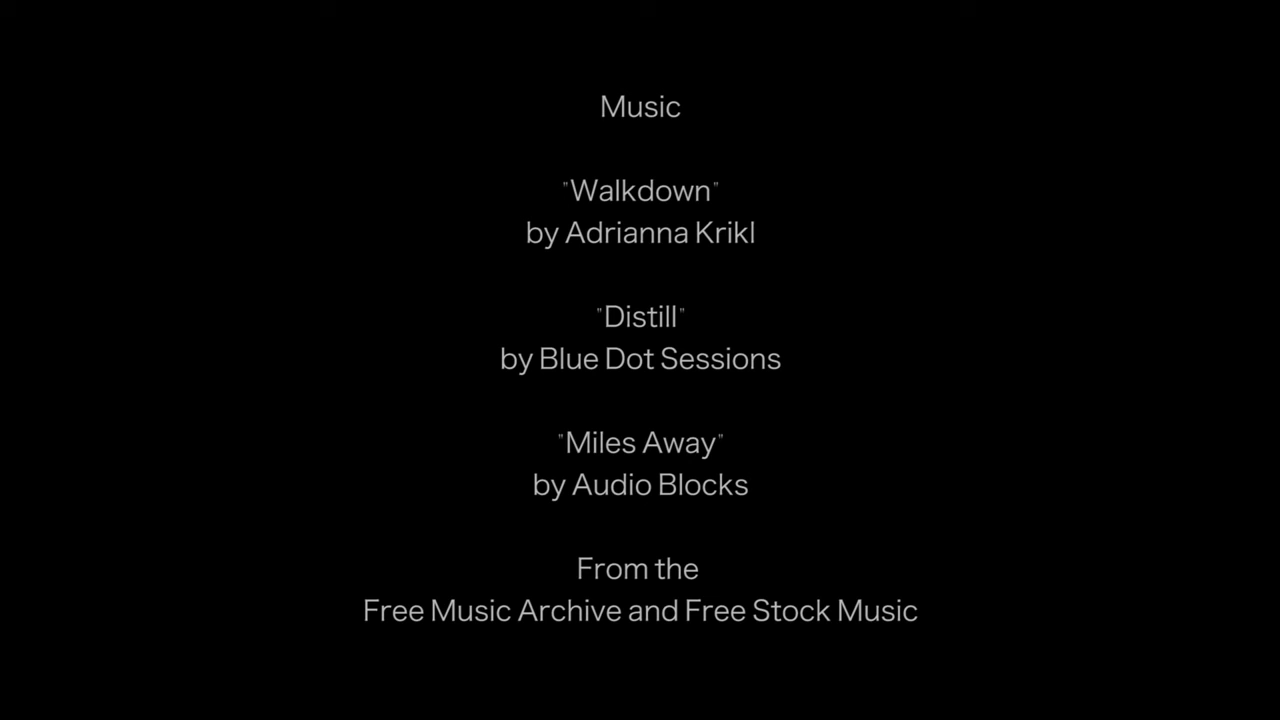 Music
"Walkdown"
by Adrianna Krikl
"Distill"
by Blue Dot Sessions
"Miles Away"
by Audio Blocks
From the
Free Music Archive and Free Stock Music